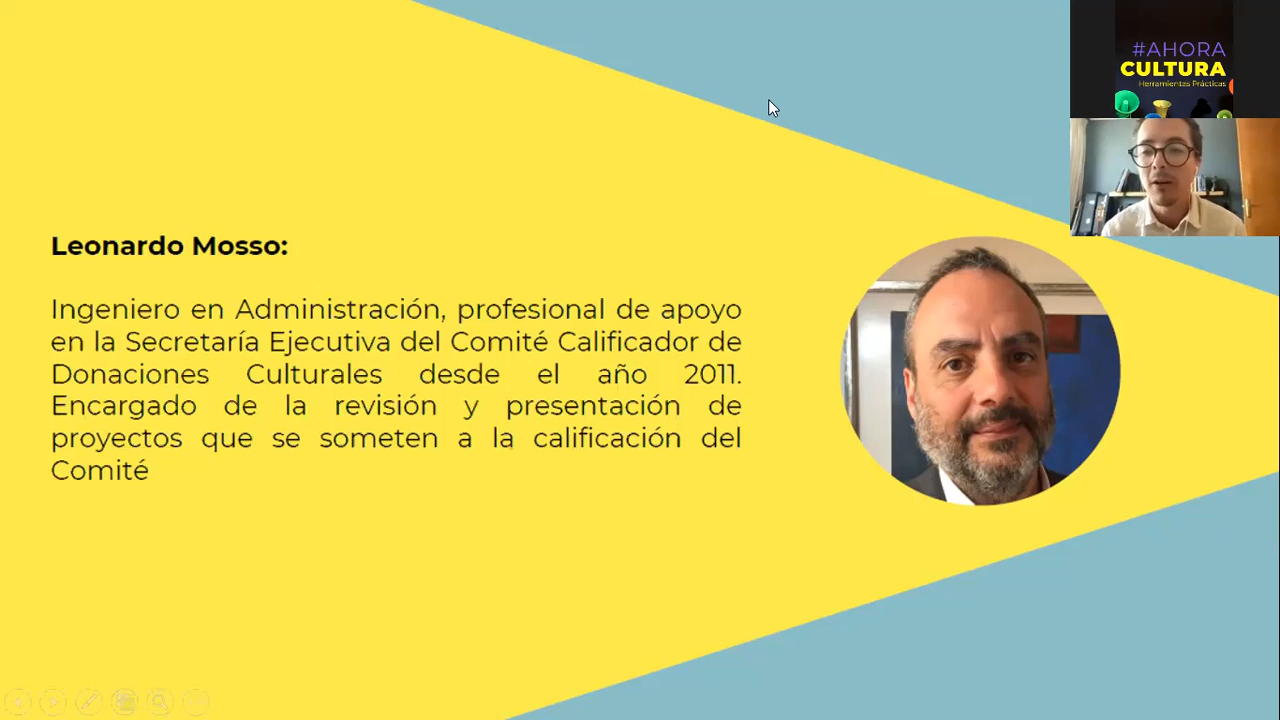 #AHORA
CULTURA
Herramientas Prácticas
Leonardo Mosso:
Ingeniero en Administración, profesional de apoyo
en la Secretaría Ejecutiva del Comité Calificador de
Donaciones Culturales desde el año 2011.
Encargado de la revisión y presentación de
proyectos que se someten a la calificación del
Comité